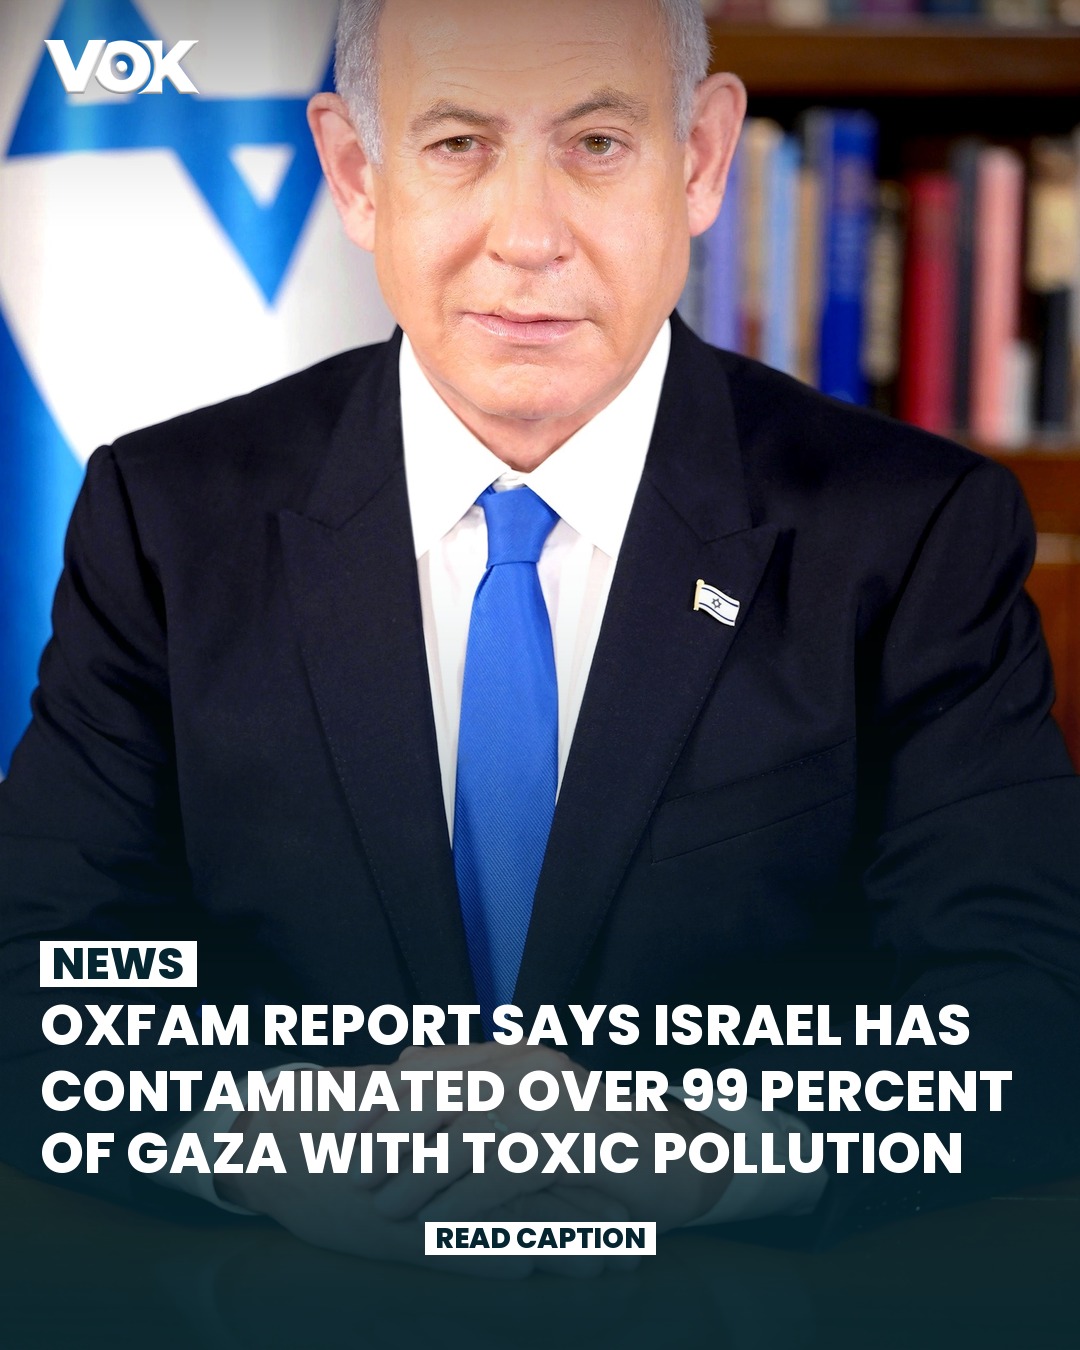 VOK
NEWS
OXFAM REPORT SAYS ISRAEL HAS
CONTAMINATED OVER 99 PERCENT
OF GAZA WITH TOXIC POLLUTION
READ CAPTION